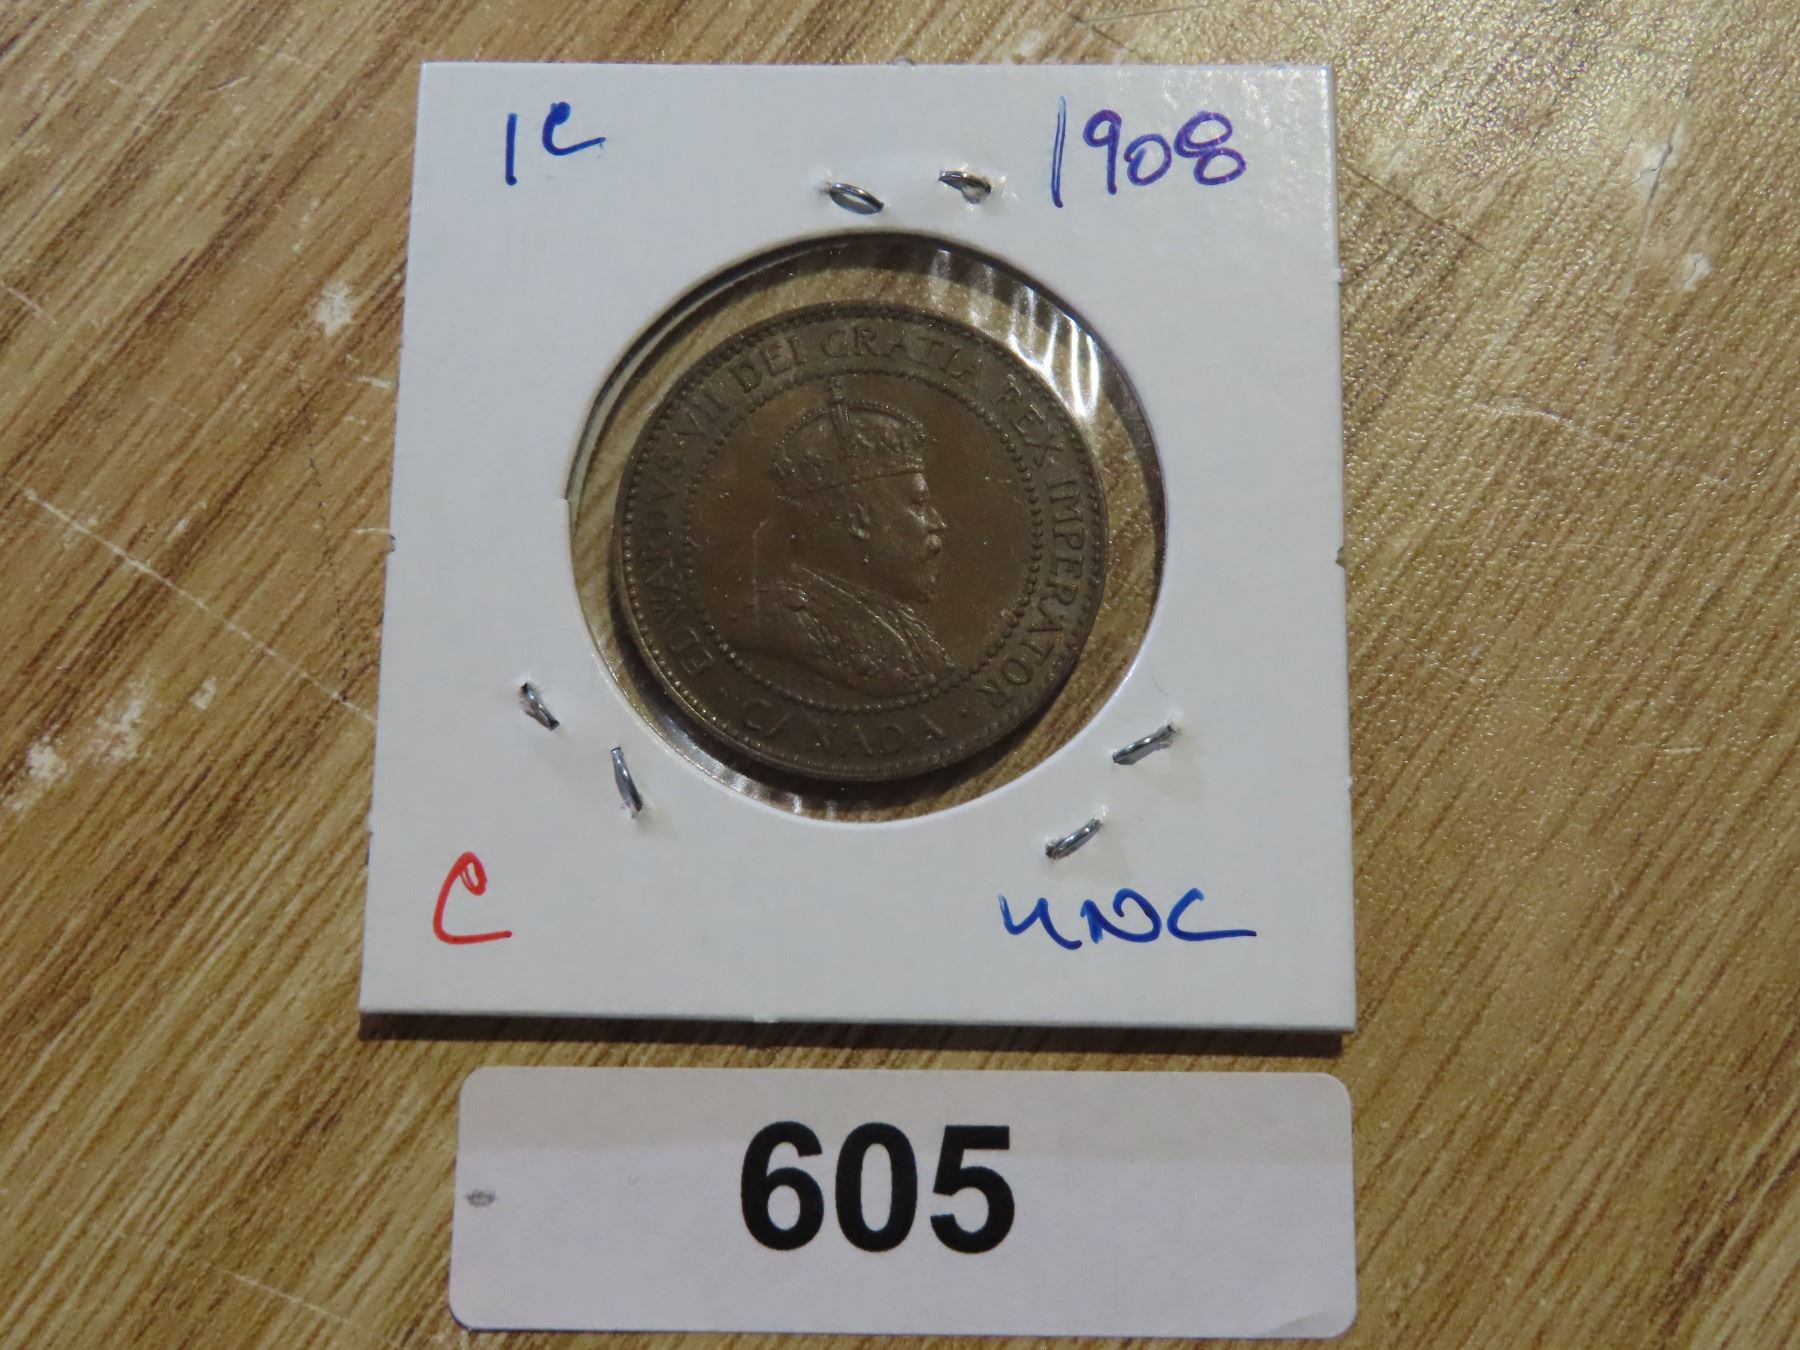 1c 1908
EDWARDVS VII DEI GRATIA REX IMPERATOR
CANADA
C UNC
605